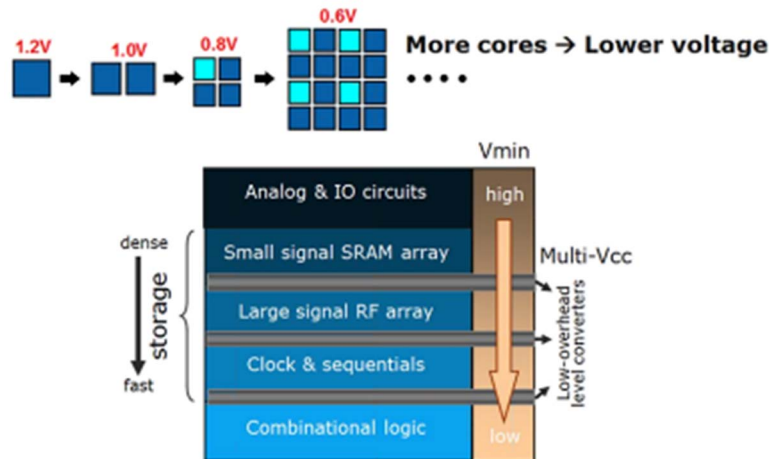 1.2V
1.0V
0.8V
0.6V
More cores → Lower voltage
• • • •
Vmin
Analog & IO circuits
high
dense
Small signal SRAM array
Multi-Vcc
storage
Large signal RF array
Low-overhead
level converters
Clock & sequentials
fast
Combinational logic
low